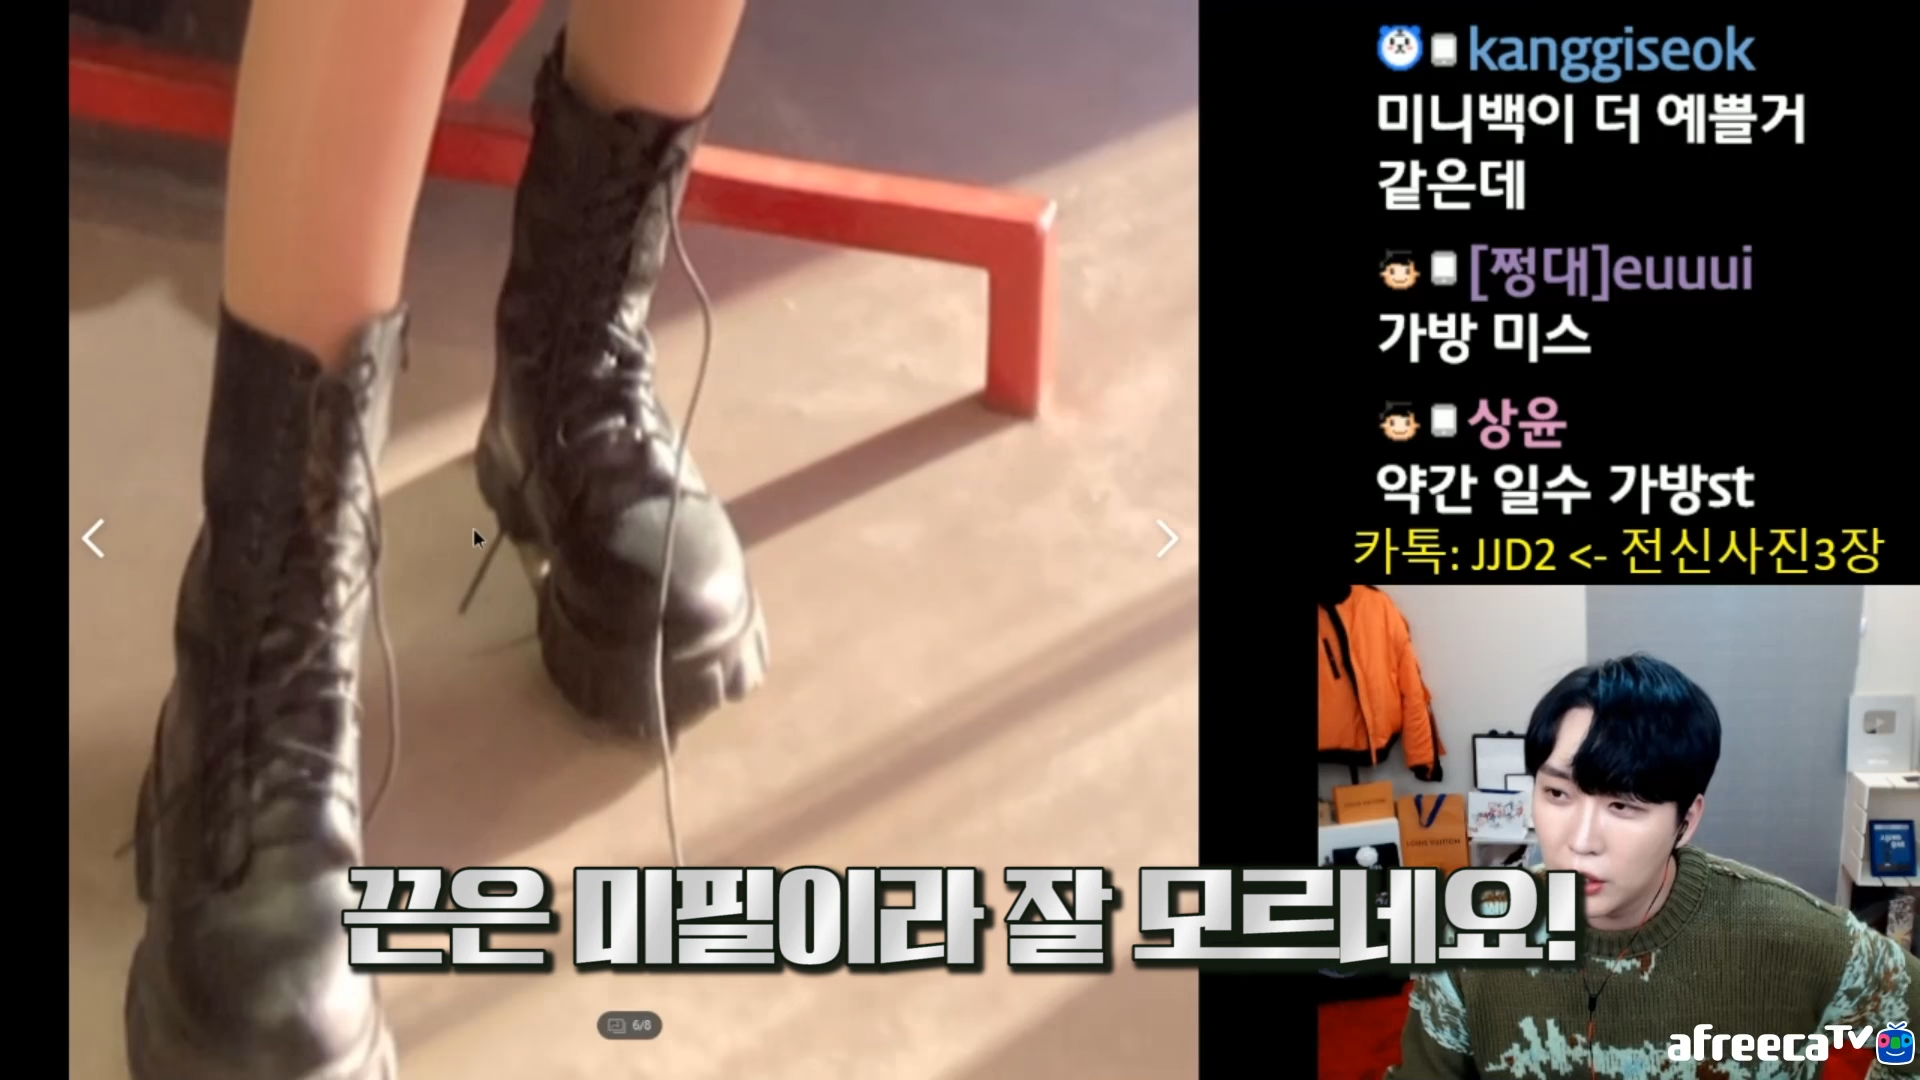 kanggiseok
미니백이 더 예쁠거
같은데
[쩡대]euuui
가방 미스
상윤
약간 일수 가방st
카톡: JJD2 <- 전신사진3장
끈은 미필이라 잘 모르네요!
6/8
LOUIS VUITTON
afreecaTV